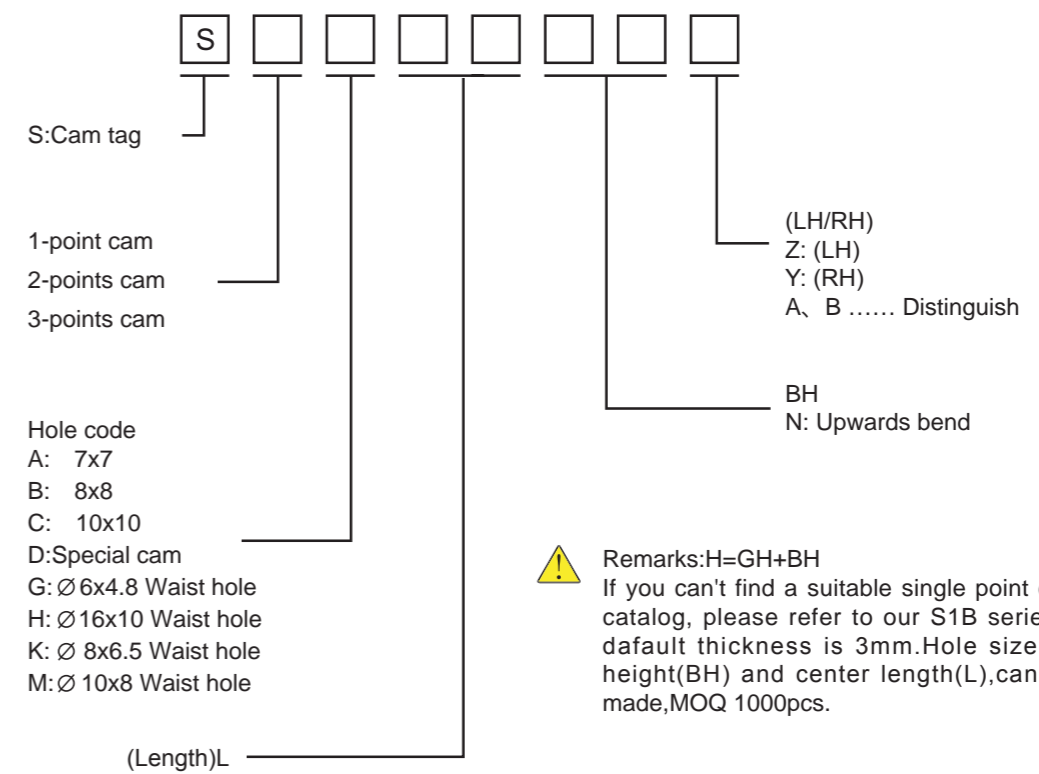 S
S:Cam tag
1-point cam
2-points cam
3-points cam
Hole code
A: 7x7
B: 8x8
C: 10x10
D:Special cam
G: Ø 6x4.8 Waist hole
H: Ø 16x10 Waist hole
K: Ø 8x6.5 Waist hole
M: Ø 10x8 Waist hole
(Length)L
(LH/RH)
Z: (LH)
Y: (RH)
A、B …… Distinguish
BH
N: Upwards bend
Remarks:H=GH+BH
If you can't find a suitable single point
catalog, please refer to our S1B serie
dafault thickness is 3mm.Hole size
height(BH) and center length(L),can
made,MOQ 1000pcs.